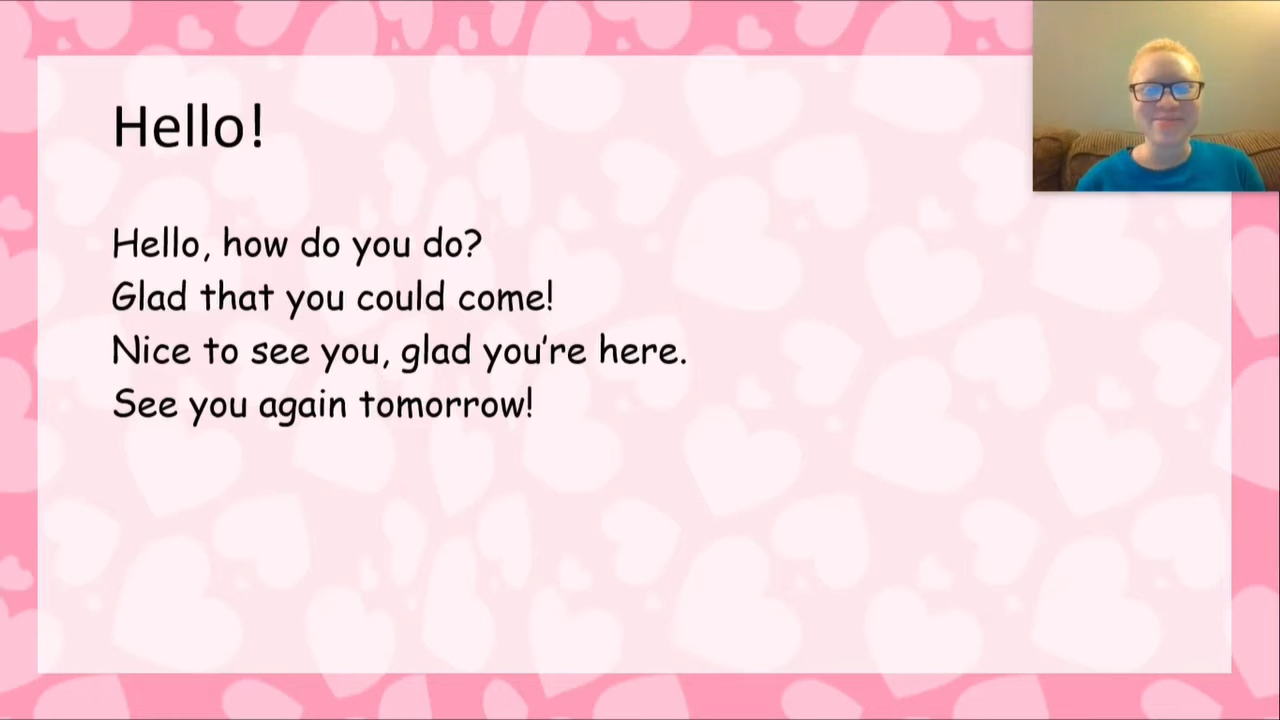 Hello!
Hello, how do you do?
Glad that you could come!
Nice to see you, glad you’re here.
See you again tomorrow!